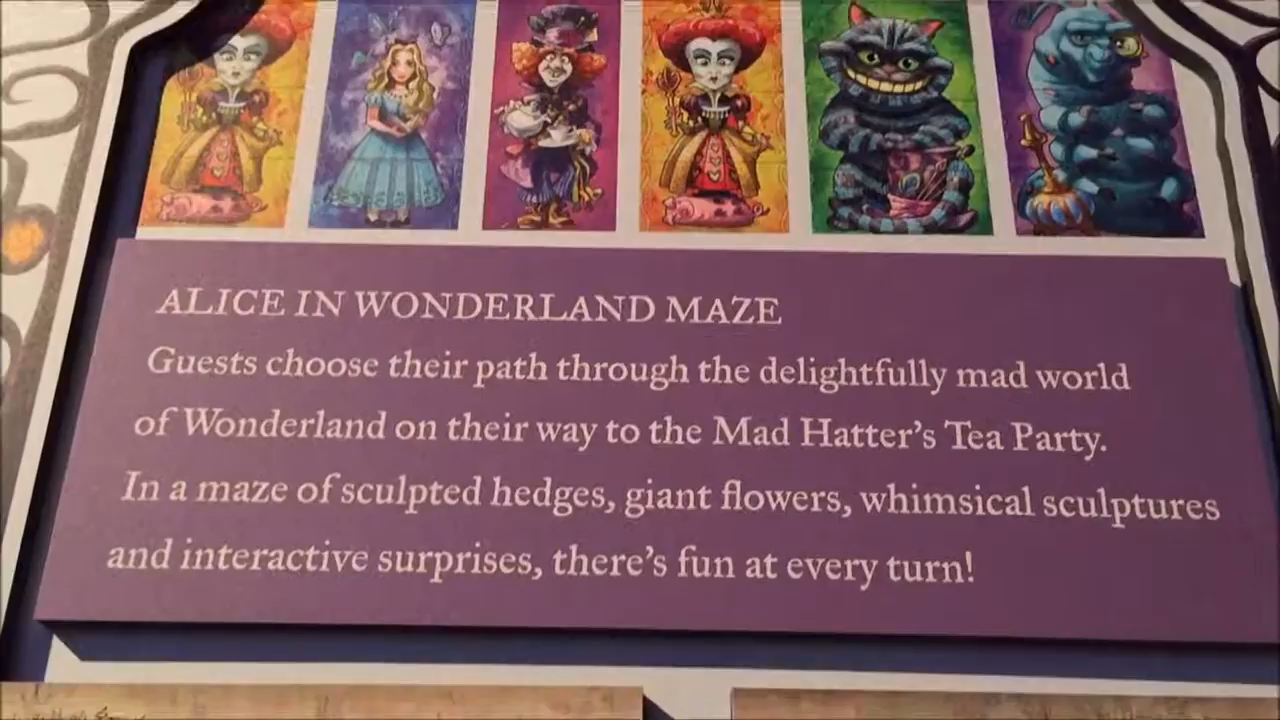 ALICE IN WONDERLAND MAZE
Guests choose their path through the delightfully mad world
of Wonderland on their way to the Mad Hatter's Tea Party.
In a maze of sculpted hedges, giant flowers, whimsical sculptures
and interactive surprises, there's fun at every turn!